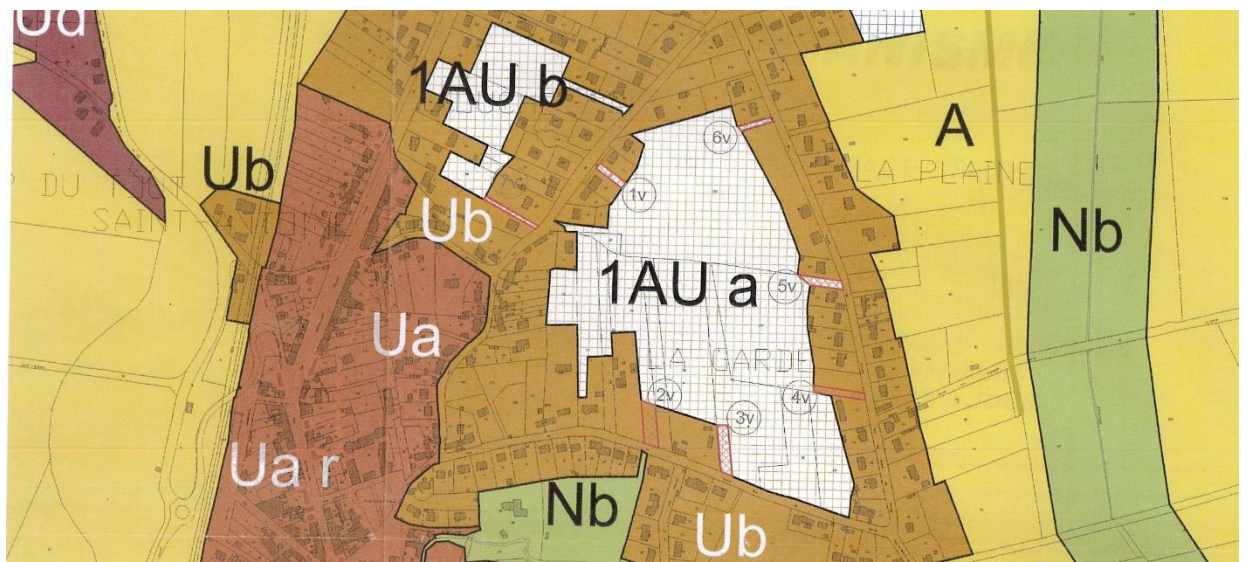 Ud
1AU b
6v
A
LA PLAINE
Ub
1v
DU
SAINT
Ub
Nb
1AU a
5v
Ua
LA GARDE
2v
4v
3v
Ua r
Nb
Ub